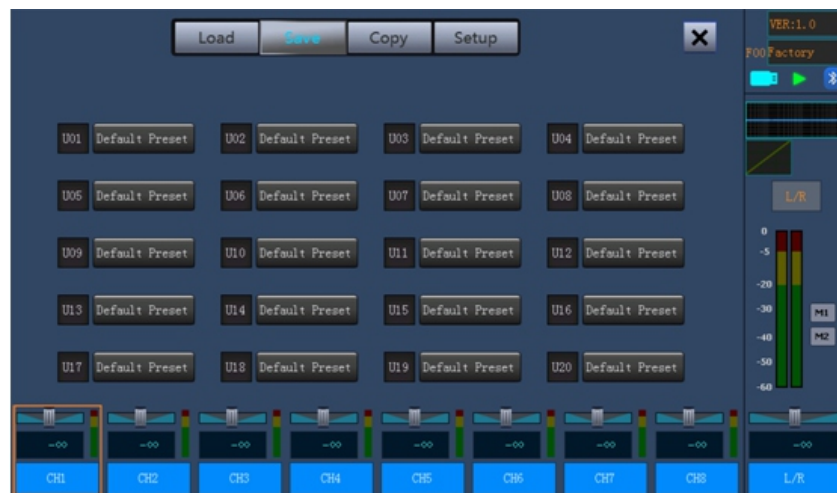 Load Save Copy Setup
VER:1.0
F00 Factory
U01 Default Preset U02 Default Preset U03 Default Preset U04 Default Preset
U05 Default Preset U06 Default Preset U07 Default Preset U08 Default Preset
L/R
U09 Default Preset U10 Default Preset U11 Default Preset U12 Default Preset
U13 Default Preset U14 Default Preset U15 Default Preset U16 Default Preset
U17 Default Preset U18 Default Preset U19 Default Preset U20 Default Preset
0
-5
-20
-30
-40
-50
-60
M1
M2
-∞ -∞ -∞ -∞ -∞ -∞ -∞ -∞ -∞
CH1 CH2 CH3 CH4 CH5 CH6 CH7 CH8 L/R